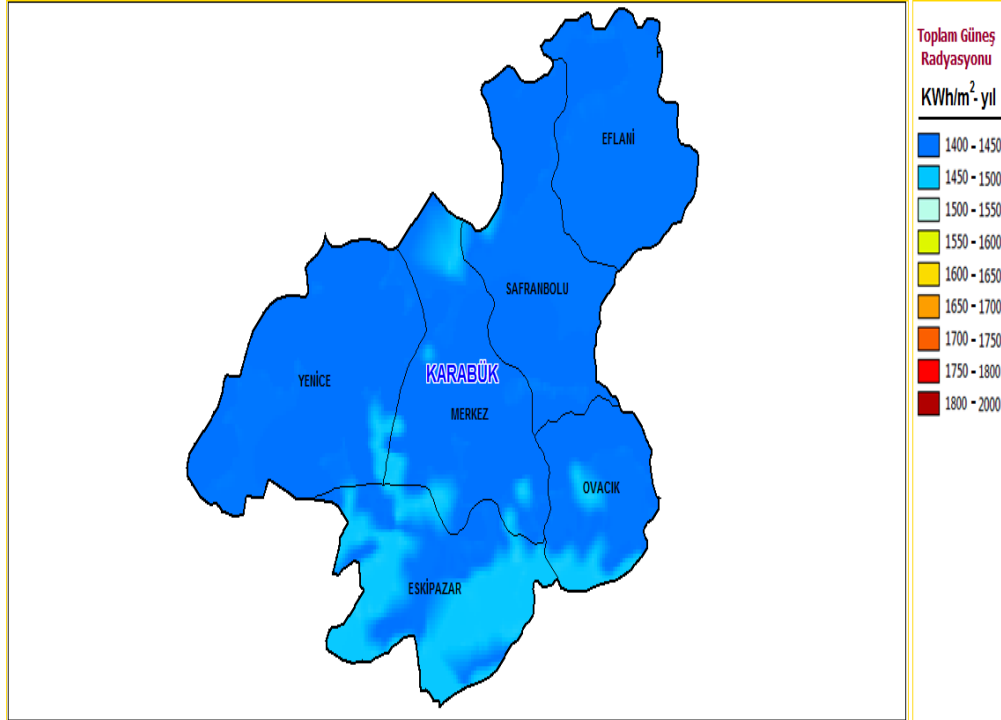 EFLANİ
SAFRANBOLU
YENİCE
KARABÜK
MERKEZ
OVACIK
ESKİPAZAR
Toplam Güneş
Radyasyonu
KWh/m²- yıl
1400 - 1450
1450 - 1500
1500 - 1550
1550 - 1600
1600 - 1650
1650 - 1700
1700 - 1750
1750 - 1800
1800 - 2000